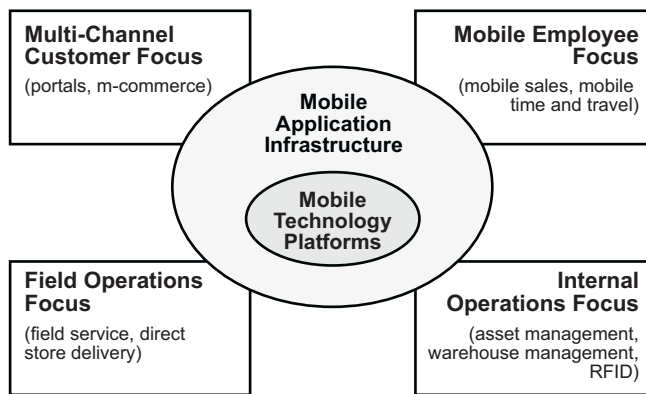 Multi-Channel
Customer Focus
(portals, m-commerce)
Mobile Employee
Focus
(mobile sales, mobile
time and travel)
Mobile
Application
Infrastructure
Mobile
Technology
Platforms
Field Operations
Focus
(field service, direct
store delivery)
Internal
Operations Focus
(asset management,
warehouse management,
RFID)